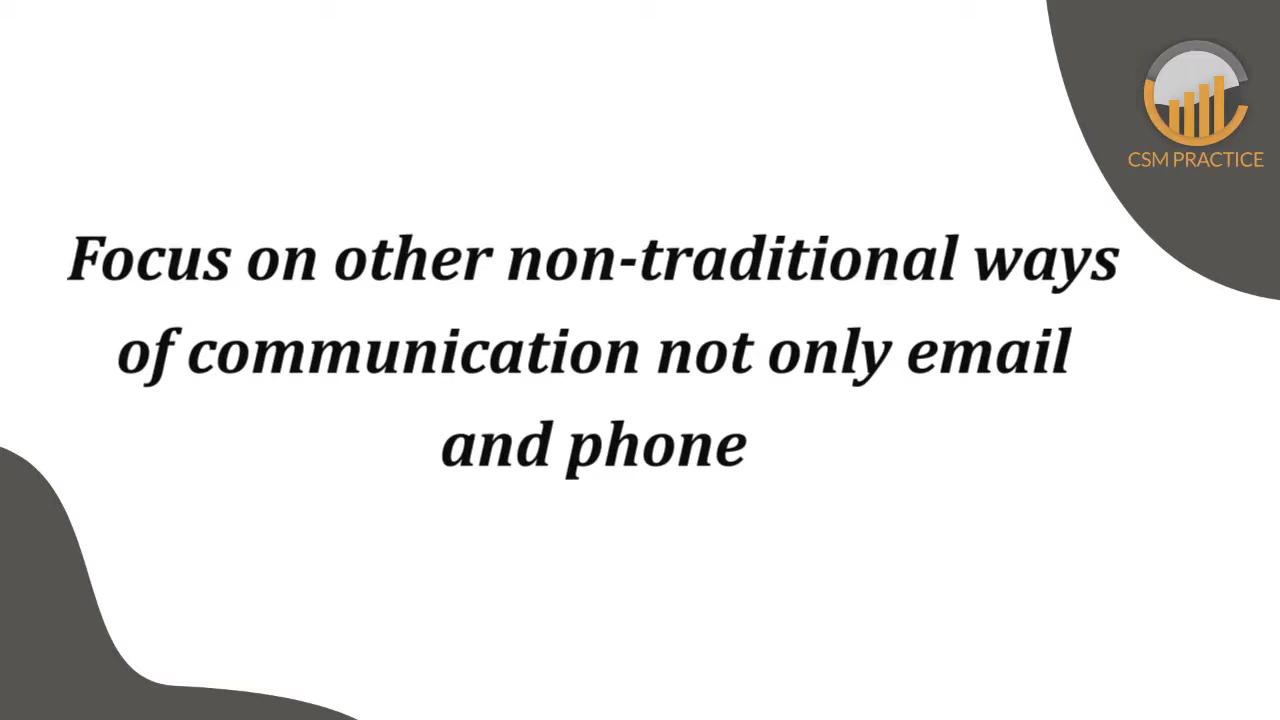 CSM PRACTICE
Focus on other non-traditional ways
of communication not only email
and phone